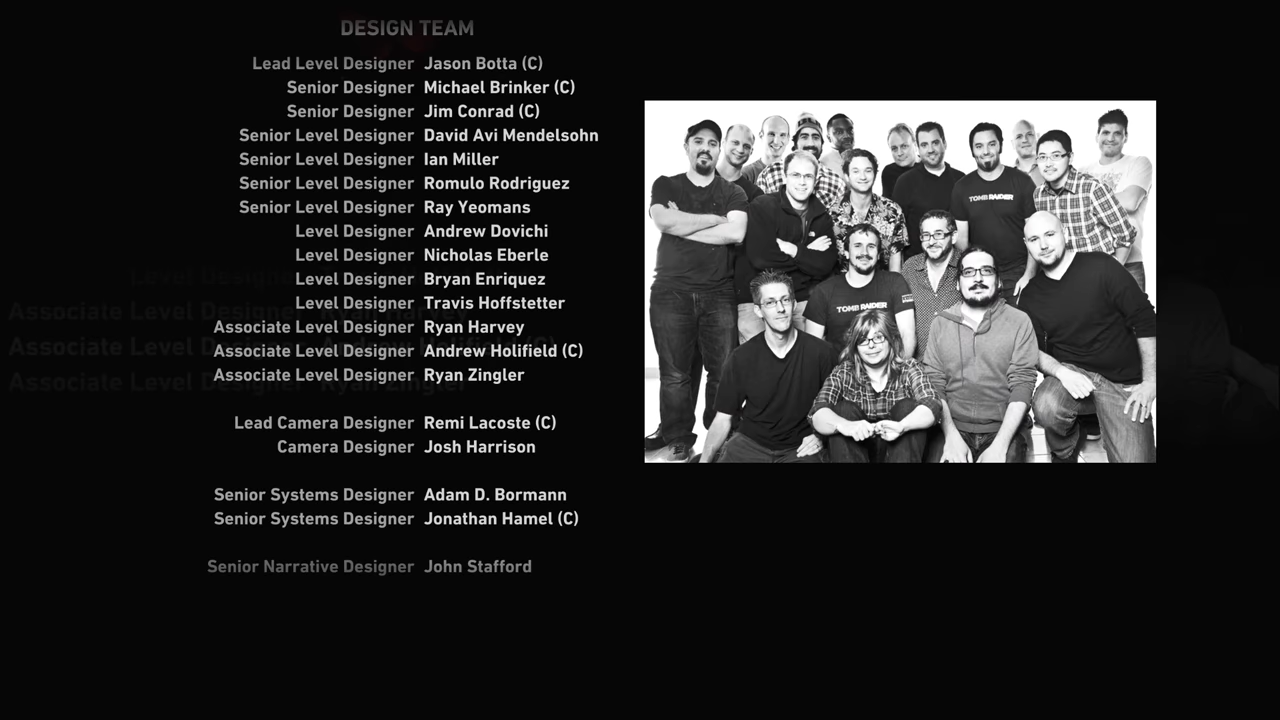 DESIGN TEAM
Lead Level Designer Jason Botta (C)
Senior Designer Michael Brinker (C)
Senior Designer Jim Conrad (C)
Senior Level Designer David Avi Mendelsohn
Senior Level Designer Ian Miller
Senior Level Designer Romulo Rodriguez
Senior Level Designer Ray Yeomans
Level Designer Andrew Dovichi
Level Designer Nicholas Eberle
Level Designer Bryan Enriquez
Level Designer Travis Hoffstetter
Associate Level Designer Ryan Harvey
Associate Level Designer Andrew Holifield (C)
Associate Level Designer Ryan Zingler
Lead Camera Designer Remi Lacoste (C)
Camera Designer Josh Harrison
Senior Systems Designer Adam D. Bormann
Senior Systems Designer Jonathan Hamel (C)
Senior Narrative Designer John Stafford
TOMB RAIDER
TOMB RAIDER